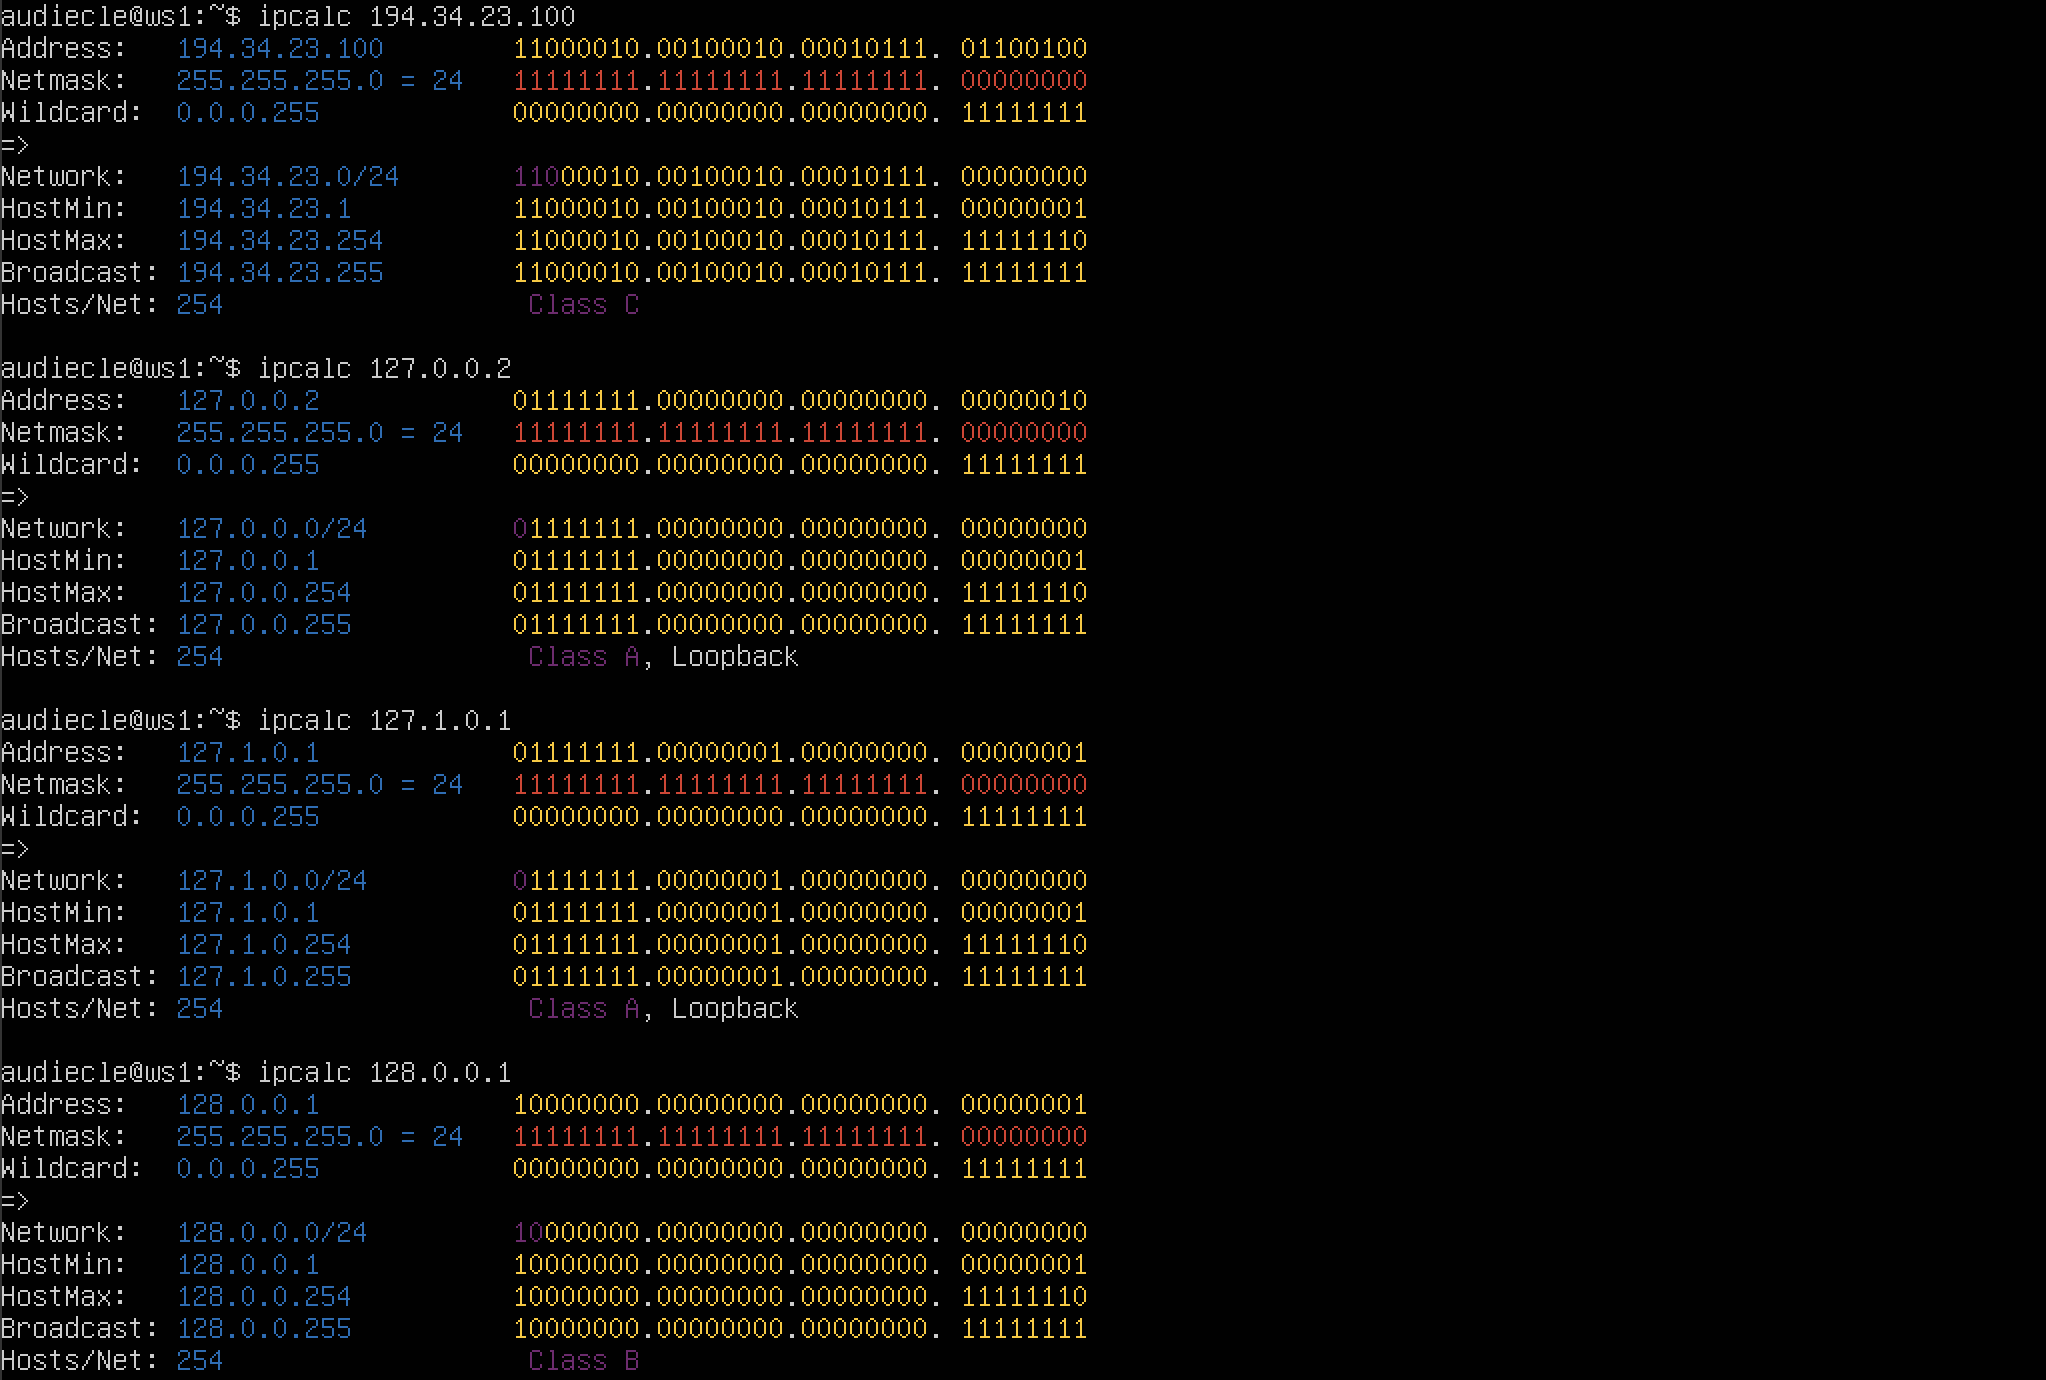 audiecle@ws1:~$ ipcalc 194.34.23.100
Address:   194.34.23.100        11000010.00100010.00010111. 01100100
Netmask:   255.255.255.0 = 24   11111111.11111111.11111111. 00000000
Wildcard:  0.0.0.255            00000000.00000000.00000000. 11111111
=>
Network:   194.34.23.0/24       11000010.00100010.00010111. 00000000
HostMin:   194.34.23.1          11000010.00100010.00010111. 00000001
HostMax:   194.34.23.254        11000010.00100010.00010111. 11111110
Broadcast: 194.34.23.255        11000010.00100010.00010111. 11111111
Hosts/Net: 254                   Class C
audiecle@ws1:~$ ipcalc 127.0.0.2
Address:   127.0.0.2            01111111.00000000.00000000. 00000010
Netmask:   255.255.255.0 = 24   11111111.11111111.11111111. 00000000
Wildcard:  0.0.0.255            00000000.00000000.00000000. 11111111
=>
Network:   127.0.0.0/24         01111111.00000000.00000000. 00000000
HostMin:   127.0.0.1            01111111.00000000.00000000. 00000001
HostMax:   127.0.0.254          01111111.00000000.00000000. 11111110
Broadcast: 127.0.0.255          01111111.00000000.00000000. 11111111
Hosts/Net: 254                   Class A, Loopback
audiecle@ws1:~$ ipcalc 127.1.0.1
Address:   127.1.0.1            01111111.00000001.00000000. 00000001
Netmask:   255.255.255.0 = 24   11111111.11111111.11111111. 00000000
Wildcard:  0.0.0.255            00000000.00000000.00000000. 11111111
=>
Network:   127.1.0.0/24         01111111.00000001.00000000. 00000000
HostMin:   127.1.0.1            01111111.00000001.00000000. 00000001
HostMax:   127.1.0.254          01111111.00000001.00000000. 11111110
Broadcast: 127.1.0.255          01111111.00000001.00000000. 11111111
Hosts/Net: 254                   Class A, Loopback
audiecle@ws1:~$ ipcalc 128.0.0.1
Address:   128.0.0.1            10000000.00000000.00000000. 00000001
Netmask:   255.255.255.0 = 24   11111111.11111111.11111111. 00000000
Wildcard:  0.0.0.255            00000000.00000000.00000000. 11111111
=>
Network:   128.0.0.0/24         10000000.00000000.00000000. 00000000
HostMin:   128.0.0.1            10000000.00000000.00000000. 00000001
HostMax:   128.0.0.254          10000000.00000000.00000000. 11111110
Broadcast: 128.0.0.255          10000000.00000000.00000000. 11111111
Hosts/Net: 254                   Class B